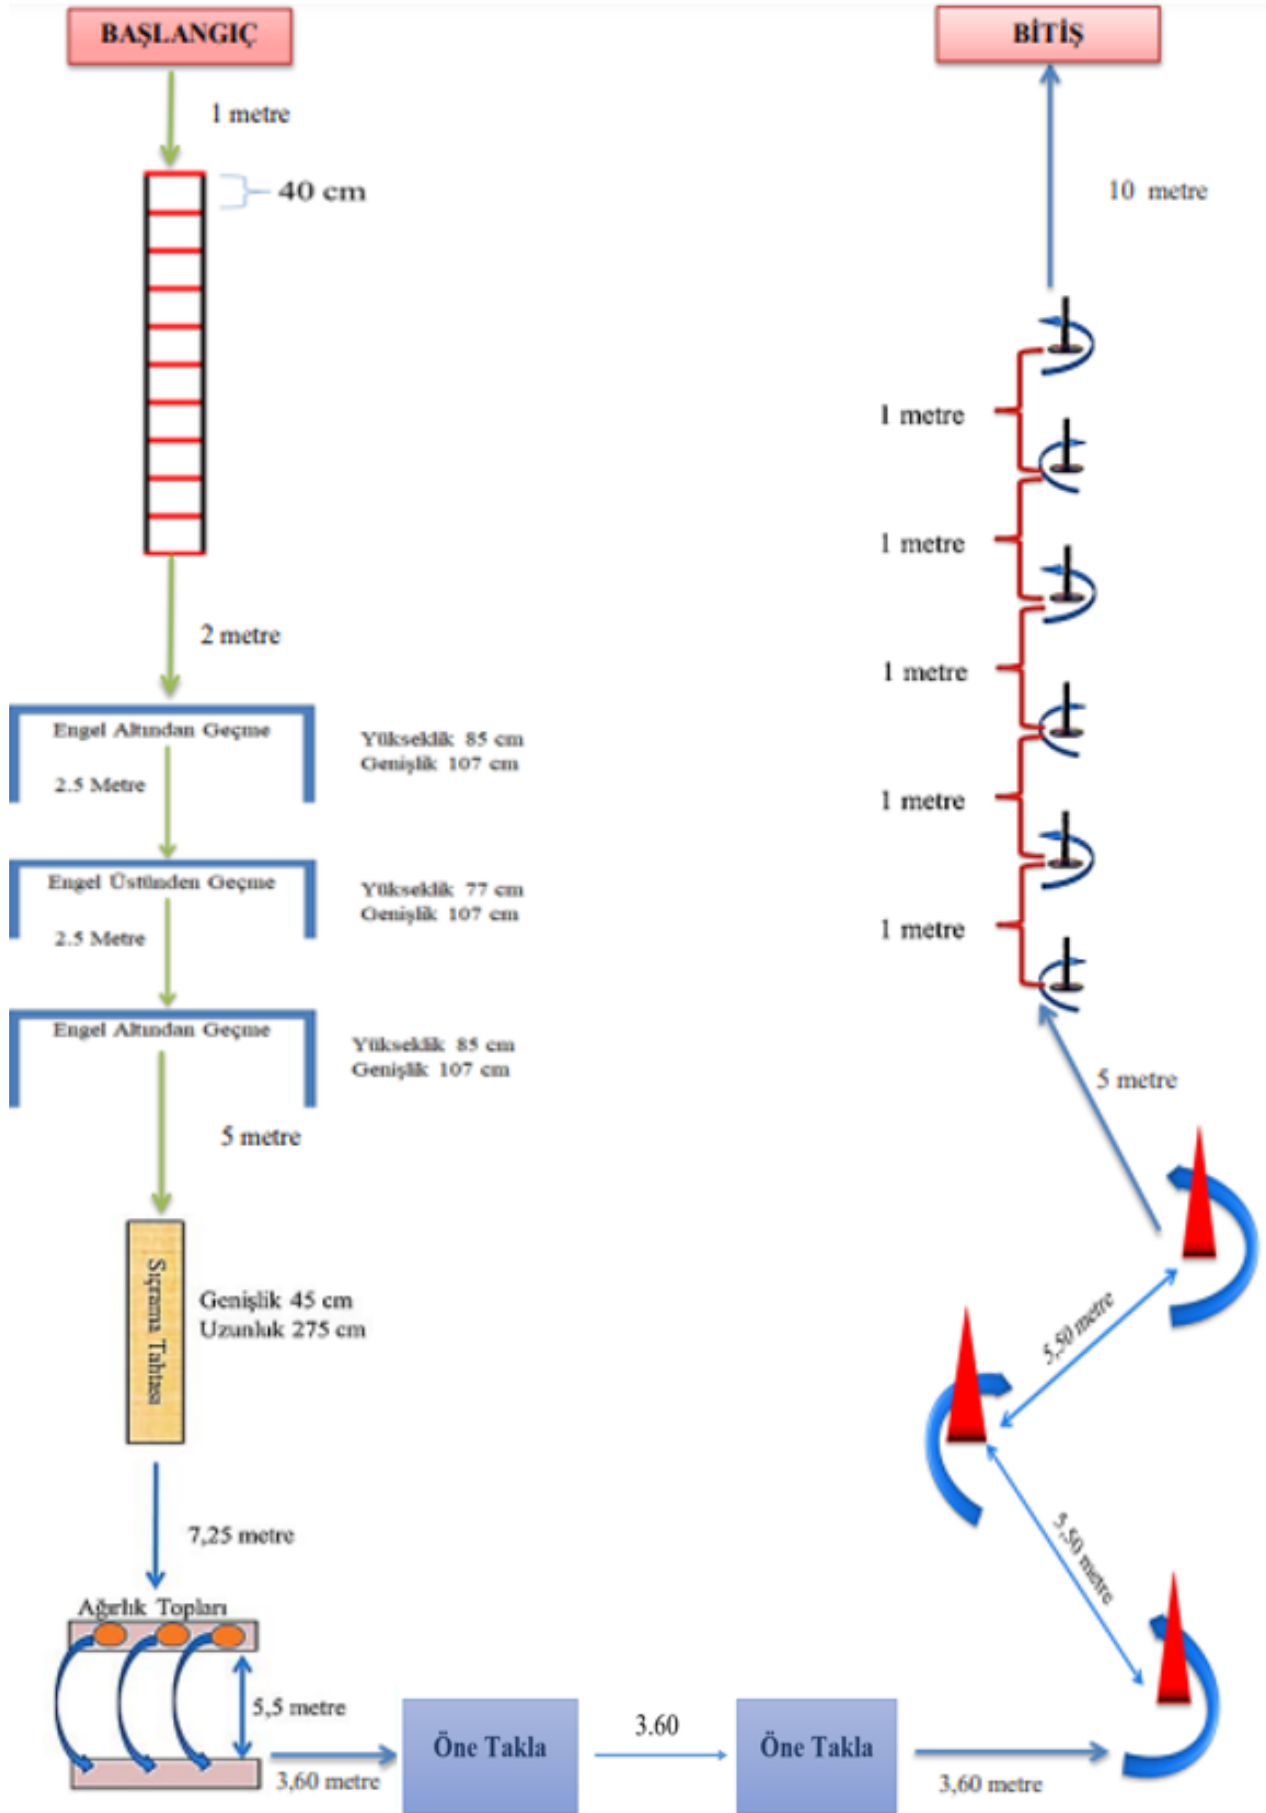 BAŞLANGIÇ
1 metre
40 cm
2 metre
Engel Altından Geçme
2.5 Metre
Yükseklik 85 cm
Genişlik 107 cm
Engel Üstünden Geçme
2.5 Metre
Yükseklik 77 cm
Genişlik 107 cm
Engel Altından Geçme
Yükseklik 85 cm
Genişlik 107 cm
5 metre
Sıçrama Tahtası
Genişlik 45 cm
Uzunluk 275 cm
7,25 metre
Ağırlık Topları
5,5 metre
3,60 metre
Öne Takla
3.60
Öne Takla
3,60 metre
5,50 metre
5,50 metre
5 metre
1 metre
1 metre
1 metre
1 metre
1 metre
10 metre
BİTİŞ